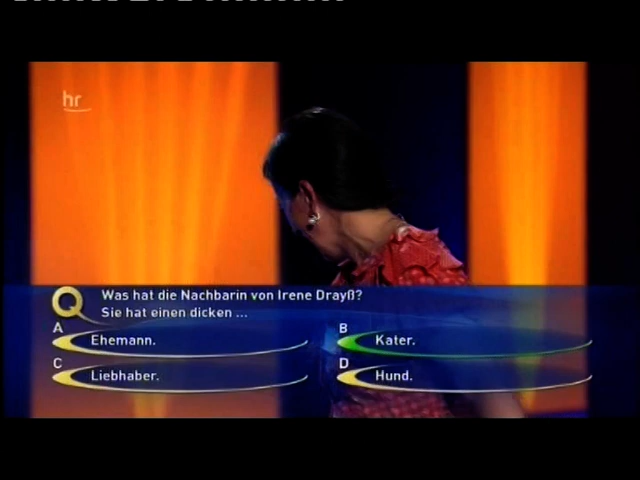 hr
Q Was hat die Nachbarin von Irene Drayß?
Sie hat einen dicken ...
A Ehemann.
B Kater.
C Liebhaber.
D Hund.